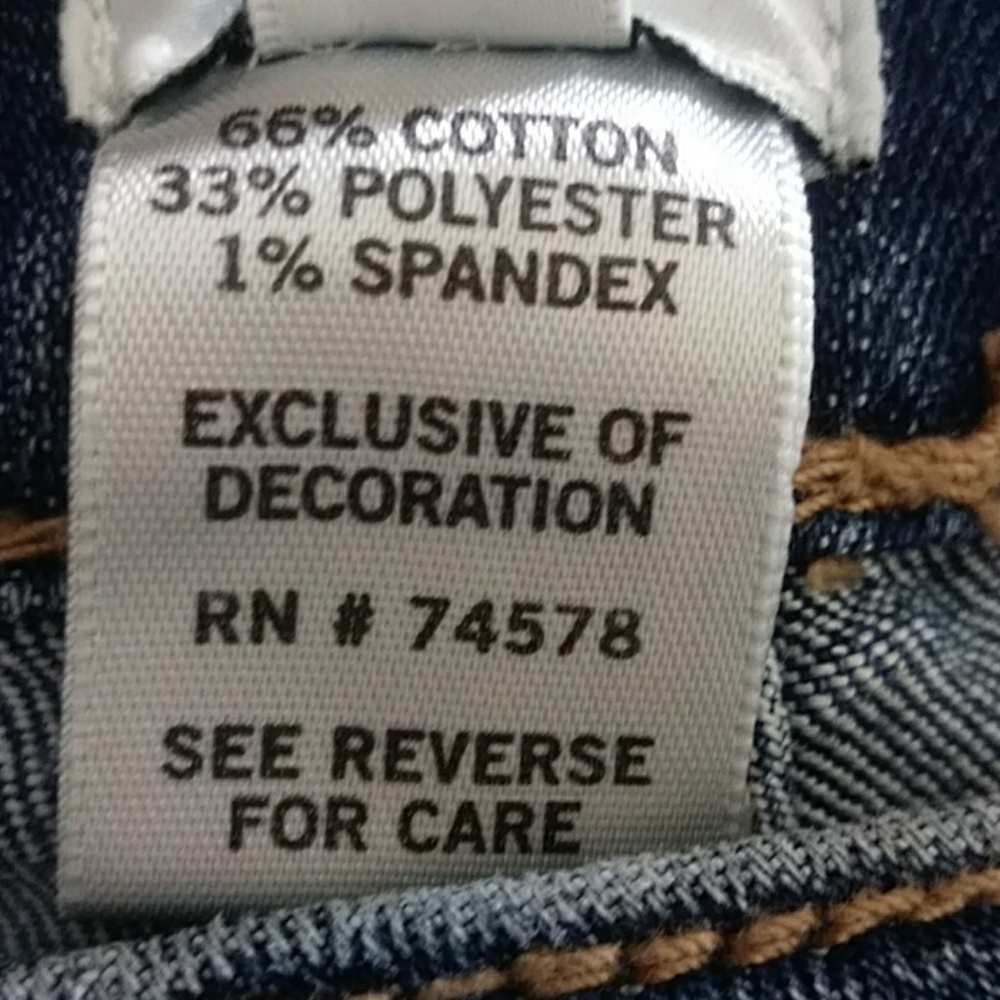 66% COTTON
33% POLYESTER
1% SPANDEX
EXCLUSIVE OF
DECORATION
RN # 74578
SEE REVERSE
FOR CARE